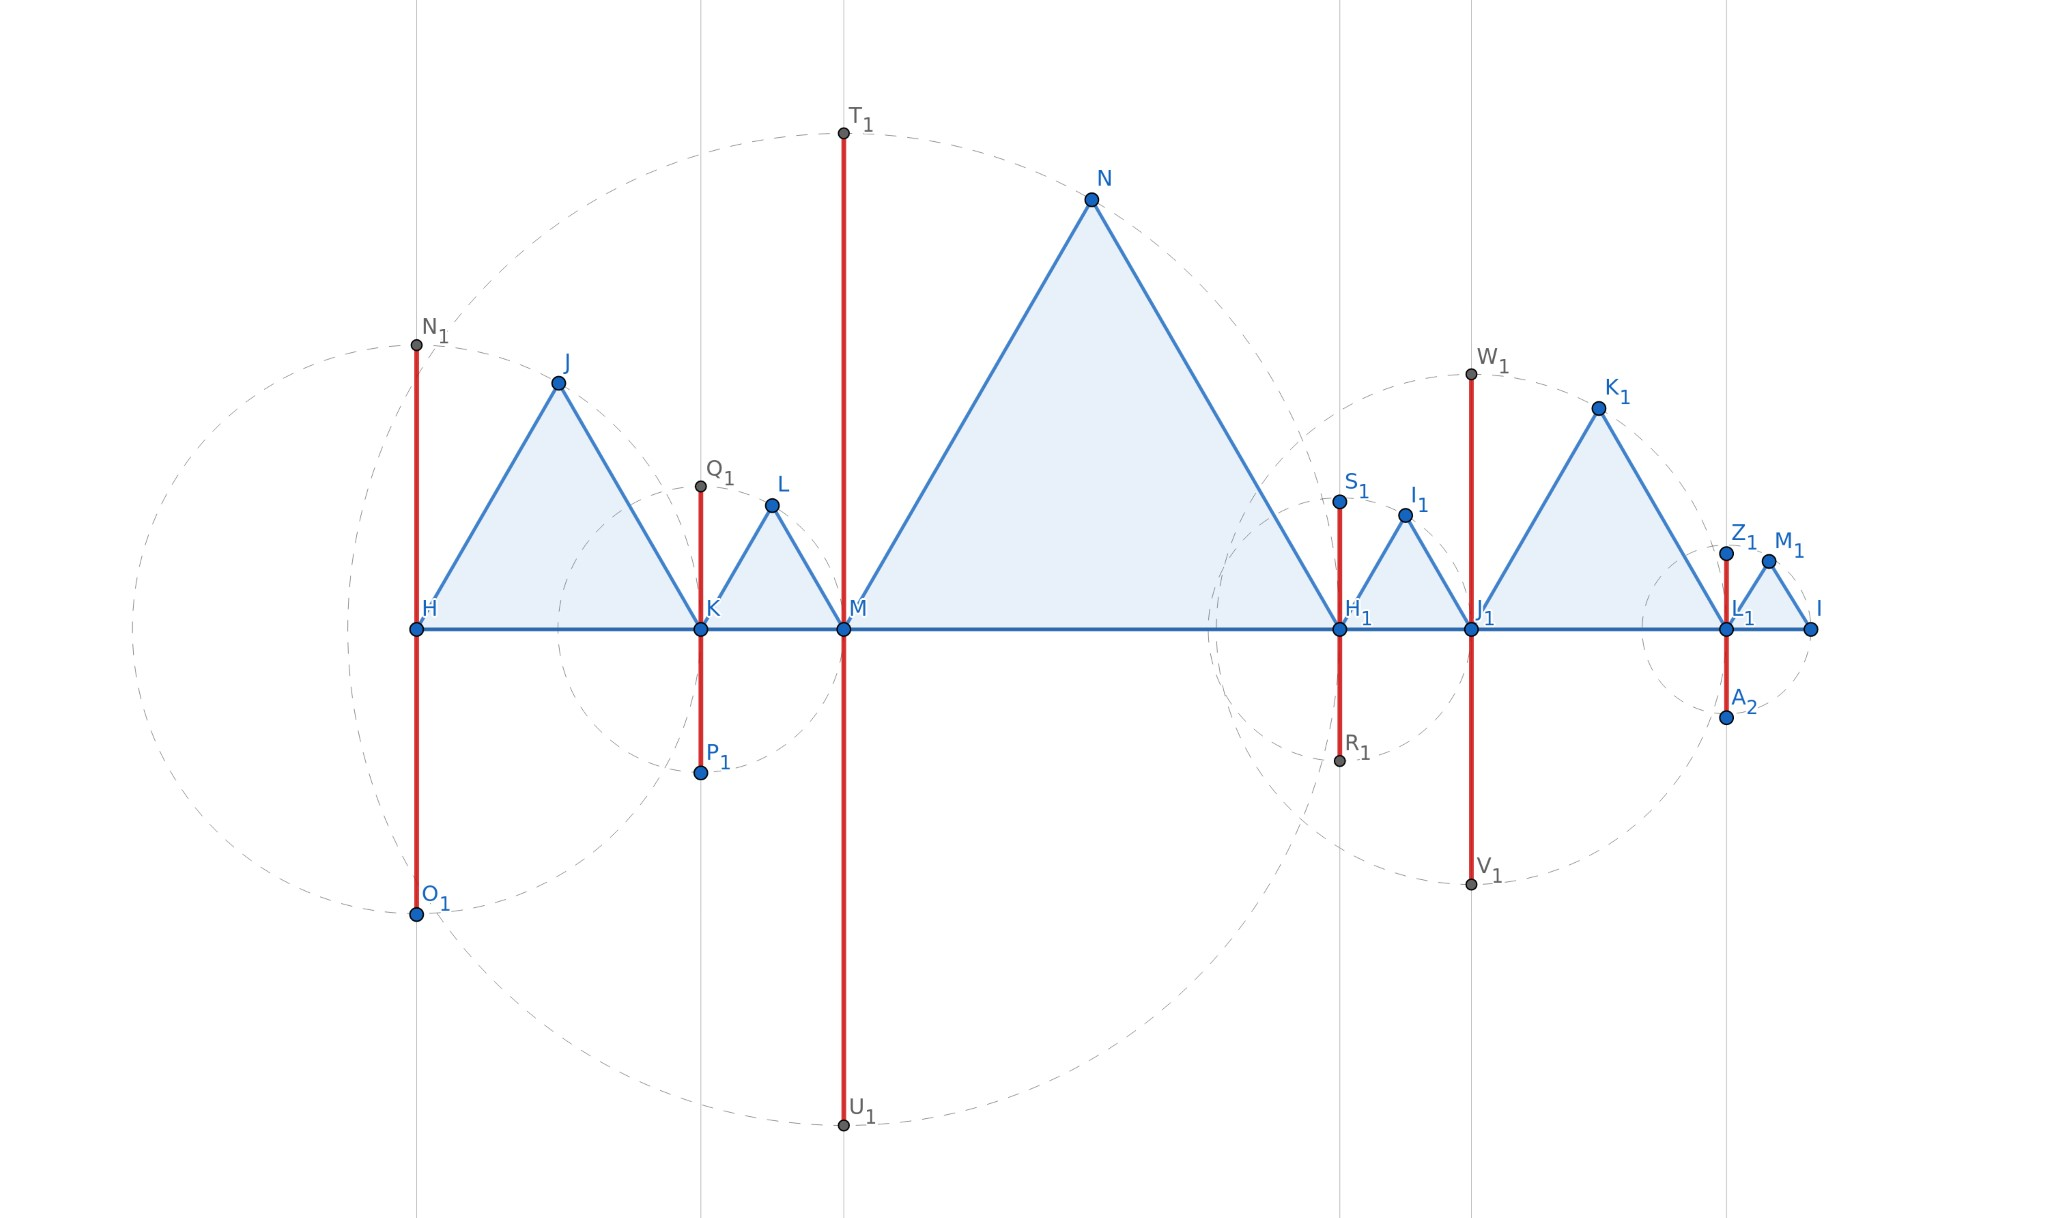 T₁
N
N₁
W₁
J
K₁
Q₁
L
S₁
I₁
Z₁
M₁
H
K
M
H₁
J₁
L₁
I
A₂
R₁
P₁
V₁
O₁
U₁